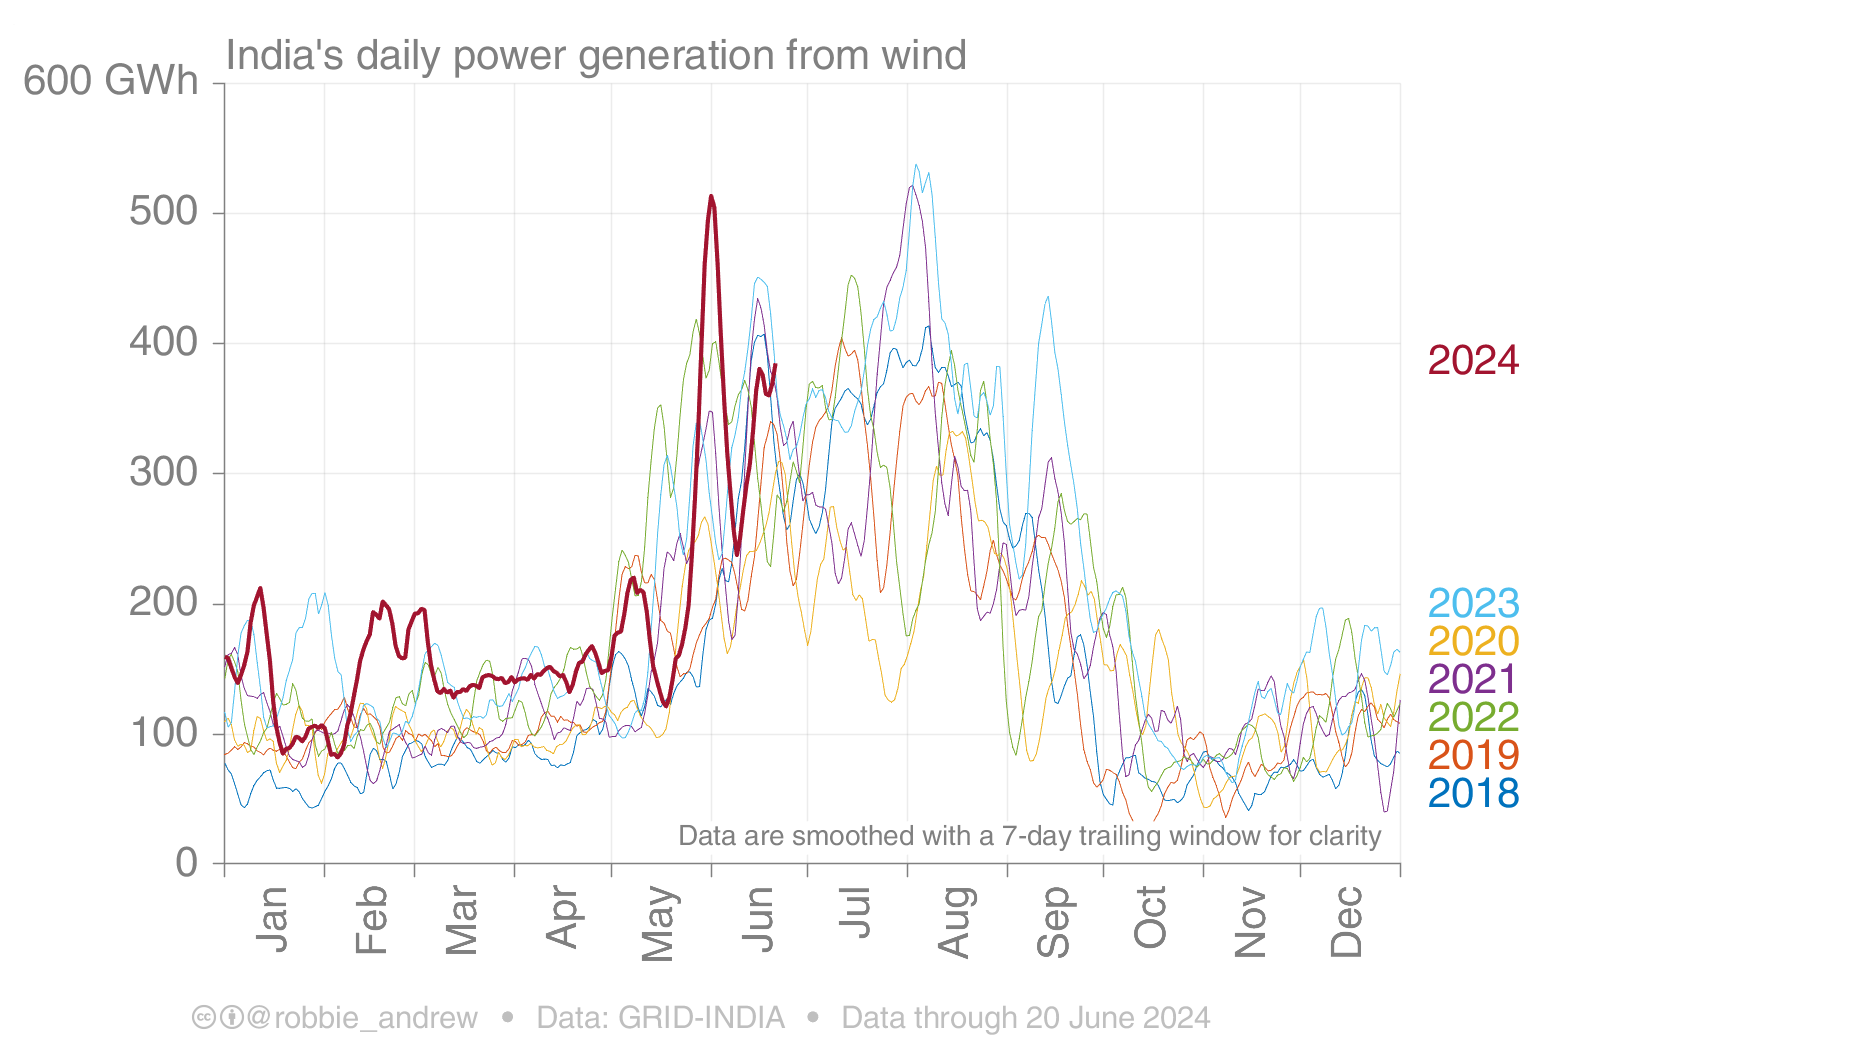 India's daily power generation from wind
600 GWh
500
400
300
200
100
0
2024
2023
2020
2021
2022
2019
2018
Data are smoothed with a 7-day trailing window for clarity
Jan Feb Mar Apr May Jun Jul Aug Sep Oct Nov Dec
@robbie_andrew • Data: GRID-INDIA • Data through 20 June 2024